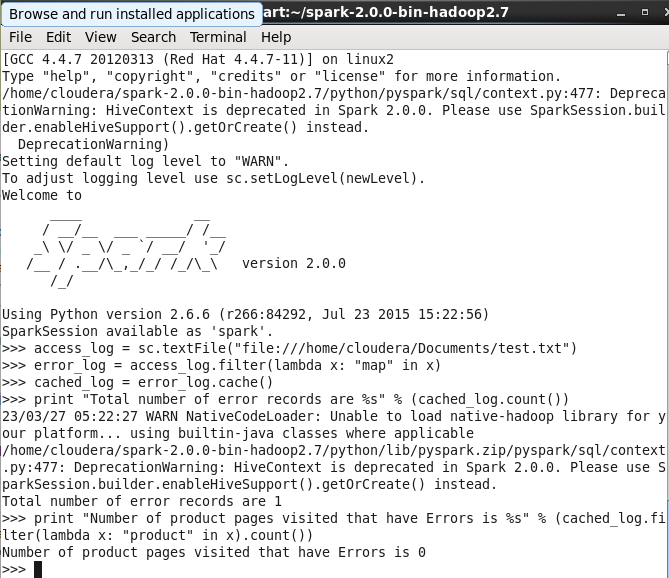 Browse and run installed applications
art:~/spark-2.0.0-bin-hadoop2.7
File Edit View Search Terminal Help
[GCC 4.4.7 20120313 (Red Hat 4.4.7-11)] on linux2
Type "help", "copyright", "credits" or "license" for more information.
/home/cloudera/spark-2.0.0-bin-hadoop2.7/python/pyspark/sql/context.py:477: Depreca
tionWarning: HiveContext is deprecated in Spark 2.0.0. Please use SparkSession.buil
der.enableHiveSupport().getOrCreate() instead.
  DeprecationWarning)
Setting default log level to "WARN".
To adjust logging level use sc.setLogLevel(newLevel).
Welcome to
      ____              __
     / __/__  ___ _____/ /__
    _\ \/ _ \/ _ `/ __/  '_/
   /__ / .__/\_,_/_/ /_/\_\   version 2.0.0
      /_/
Using Python version 2.6.6 (r266:84292, Jul 23 2015 15:22:56)
SparkSession available as 'spark'.
>>> access_log = sc.textFile("file:///home/cloudera/Documents/test.txt")
>>> error_log = access_log.filter(lambda x: "map" in x)
>>> cached_log = error_log.cache()
>>> print "Total number of error records are %s" % (cached_log.count())
23/03/27 05:22:27 WARN NativeCodeLoader: Unable to load native-hadoop library for y
our platform... using builtin-java classes where applicable
/home/cloudera/spark-2.0.0-bin-hadoop2.7/python/lib/pyspark.zip/pyspark/sql/context
.py:477: DeprecationWarning: HiveContext is deprecated in Spark 2.0.0. Please use S
parkSession.builder.enableHiveSupport().getOrCreate() instead.
Total number of error records are 1
>>> print "Number of product pages visited that have Errors is %s" % (cached_log.fi
lter(lambda x: "product" in x).count())
Number of product pages visited that have Errors is 0
>>>